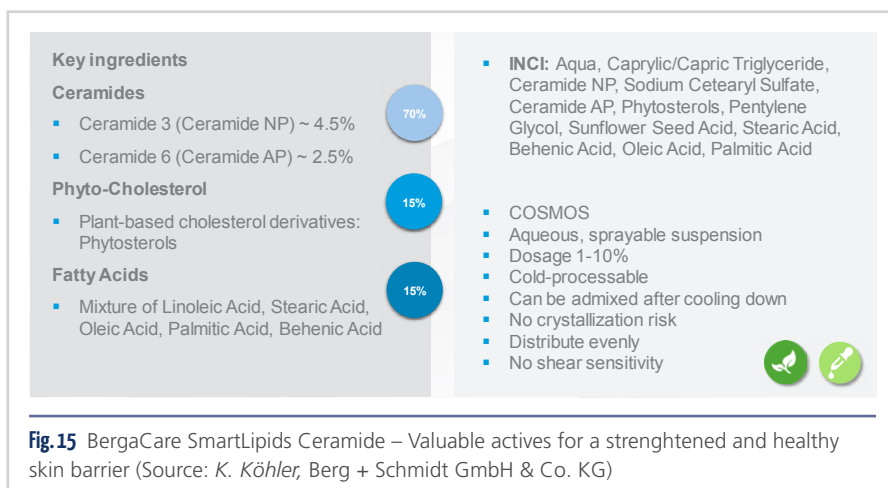 Key ingredients
Ceramides
▪ Ceramide 3 (Ceramide NP) ~ 4.5%
▪ Ceramide 6 (Ceramide AP) ~ 2.5%
70%
Phyto-Cholesterol
▪ Plant-based cholesterol derivatives:
Phytosterols
15%
Fatty Acids
▪ Mixture of Linoleic Acid, Stearic Acid,
Oleic Acid, Palmitic Acid, Behenic Acid
15%
▪ INCI: Aqua, Caprylic/Capric Triglyceride,
Ceramide NP, Sodium Cetearyl Sulfate,
Ceramide AP, Phytosterols, Pentylene
Glycol, Sunflower Seed Acid, Stearic Acid,
Behenic Acid, Oleic Acid, Palmitic Acid
▪ COSMOS
▪ Aqueous, sprayable suspension
▪ Dosage 1-10%
▪ Cold-processable
▪ Can be admixed after cooling down
▪ No crystallization risk
▪ Distribute evenly
▪ No shear sensitivity
Fig. 15 BergaCare SmartLipids Ceramide – Valuable actives for a strenghtened and healthy
skin barrier (Source: K. Köhler, Berg + Schmidt GmbH & Co. KG)